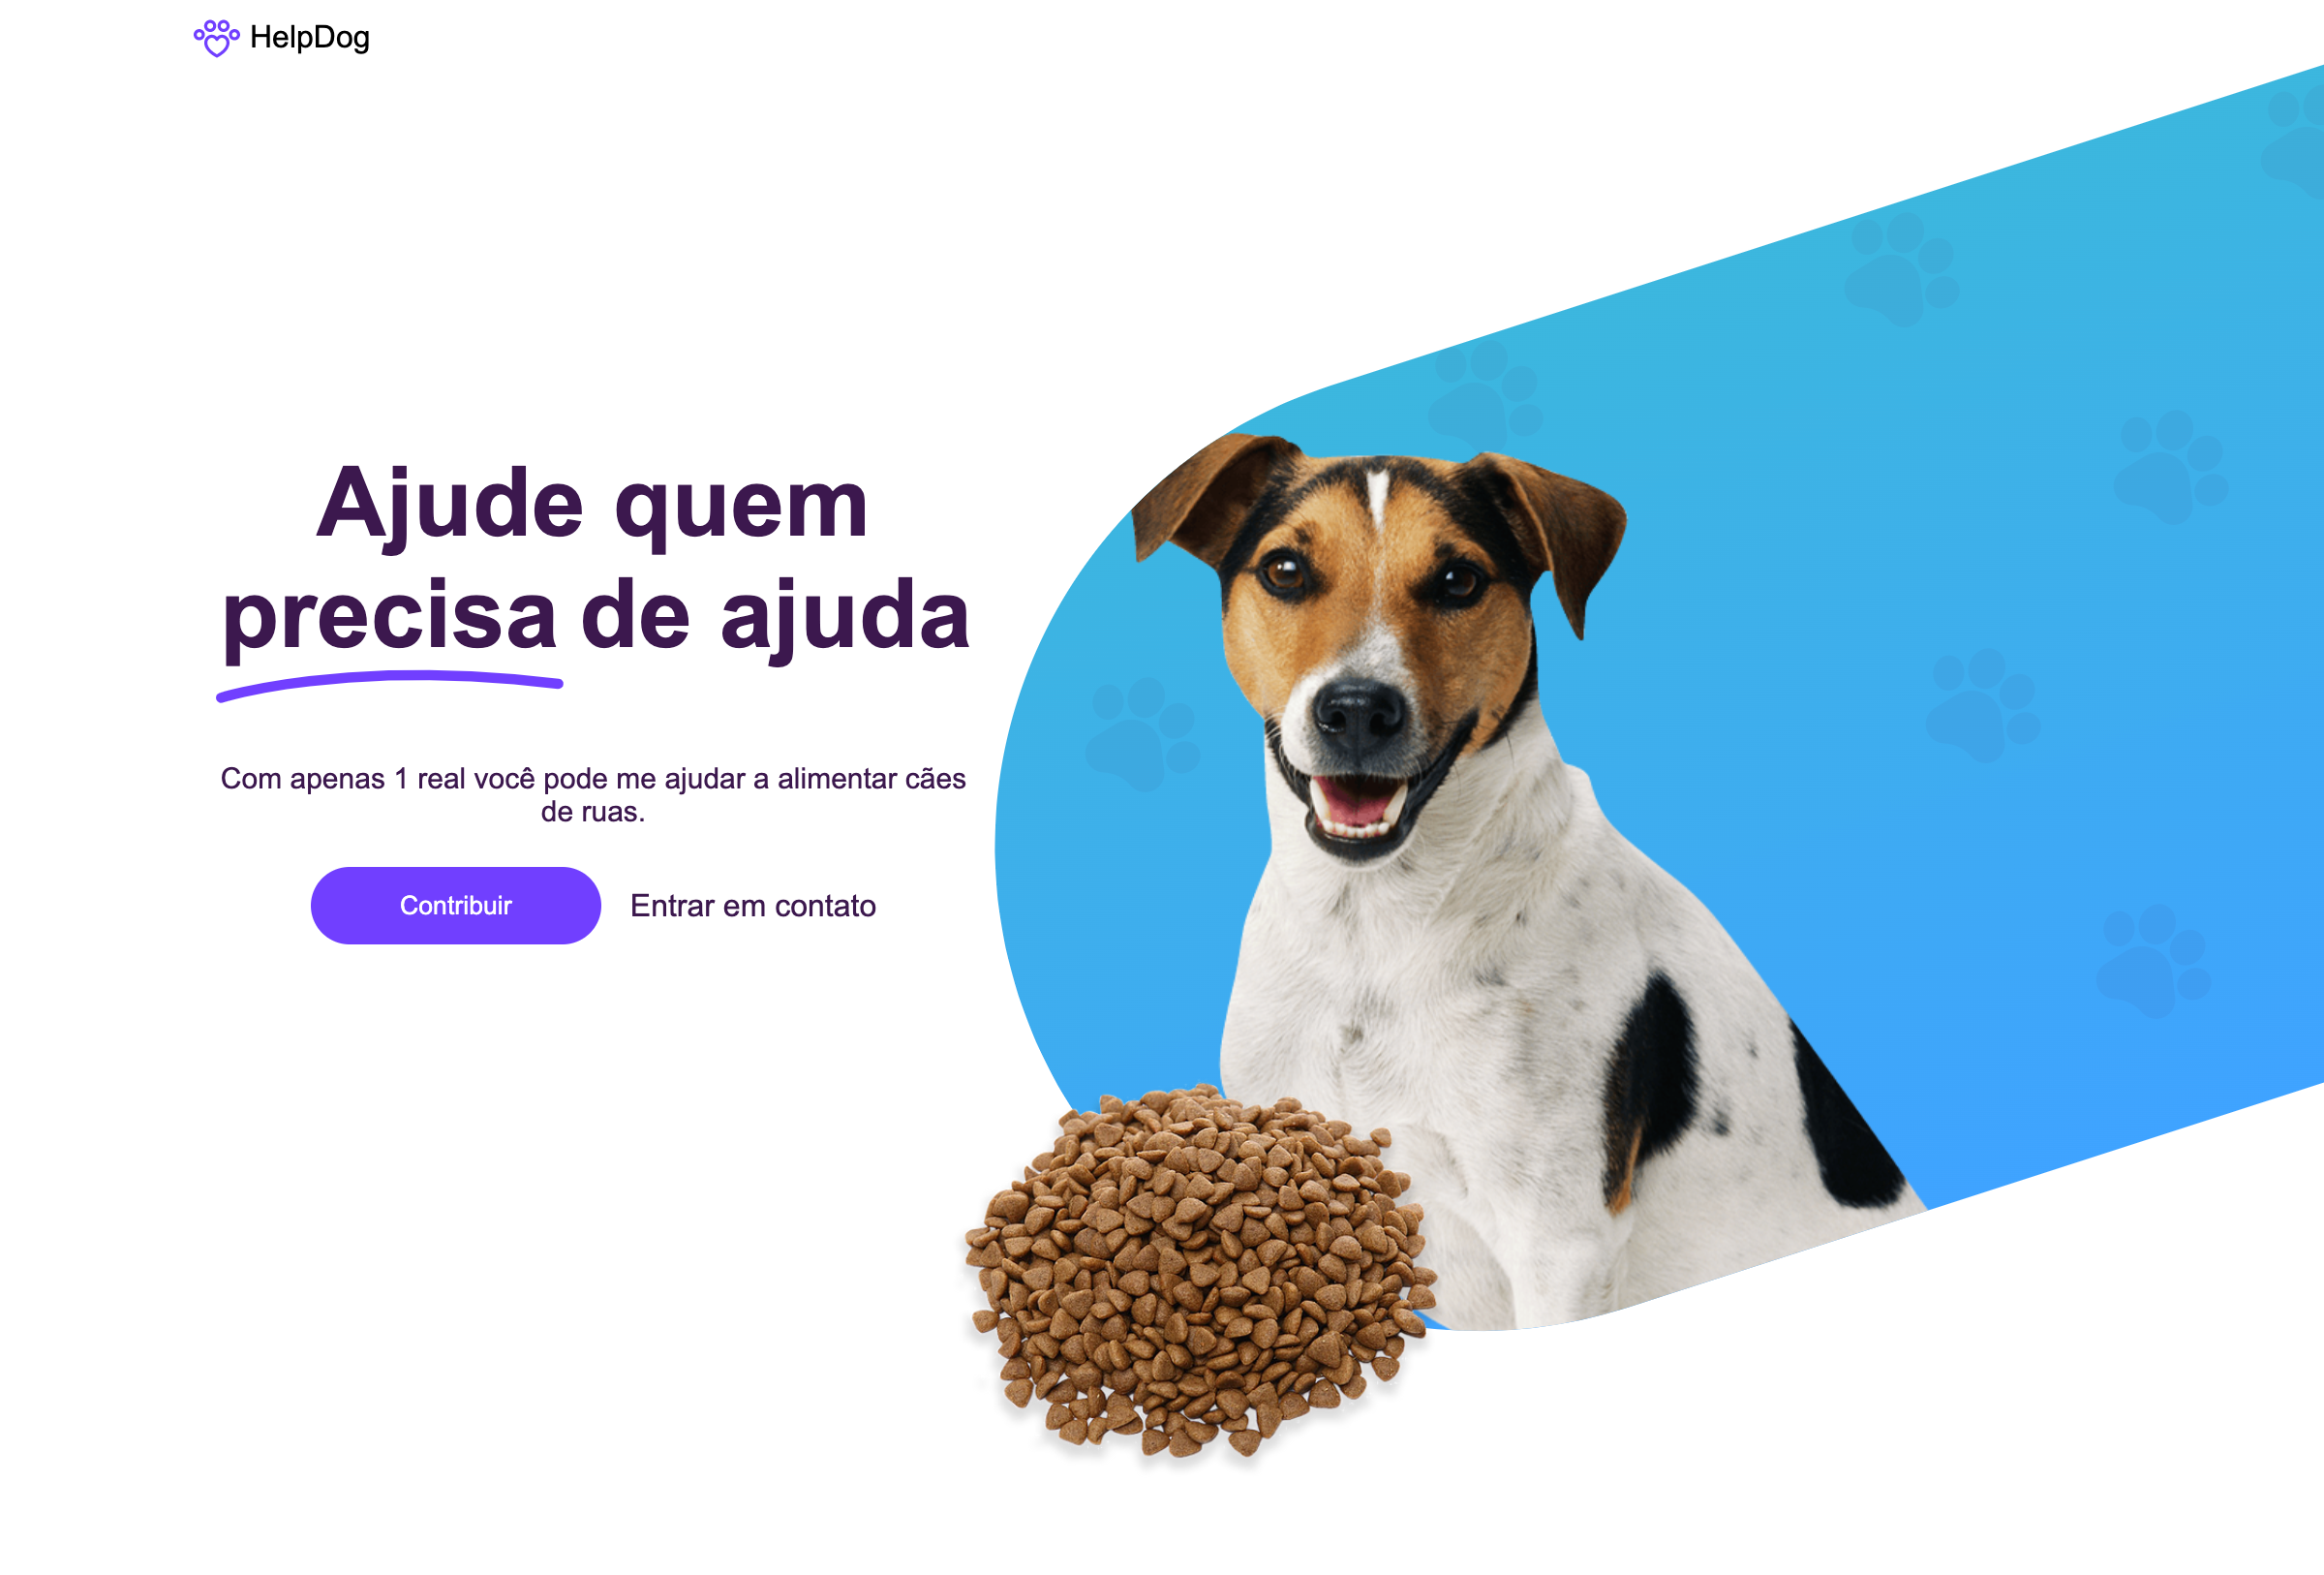 HelpDog
Ajude quem
precisa de ajuda
Com apenas 1 real você pode me ajudar a alimentar cães
de ruas.
Contribuir
Entrar em contato